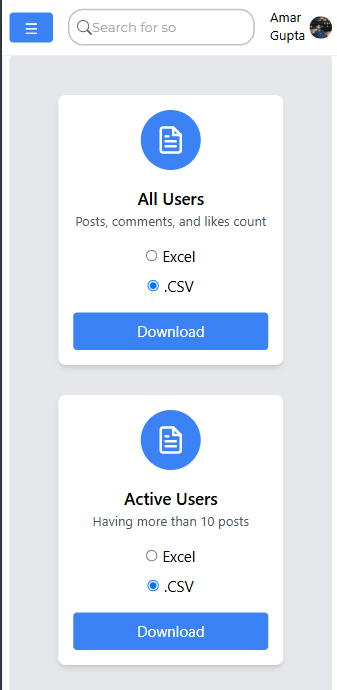 ☰
Search for so
Amar
Gupta
All Users
Posts, comments, and likes count
Excel
.CSV
Download
Active Users
Having more than 10 posts
Excel
.CSV
Download